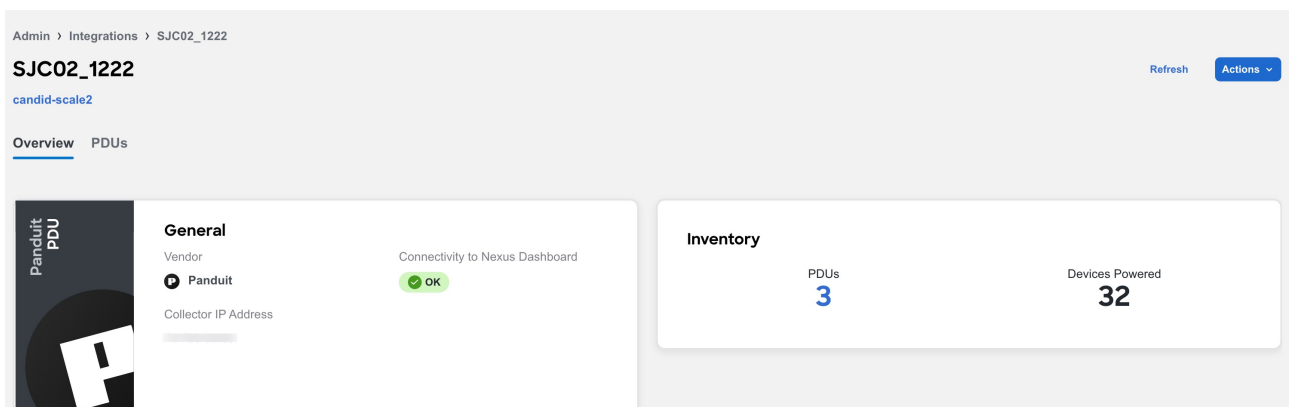 Admin > Integrations > SJC02_1222
SJC02_1222
Refresh
Actions
candid-scale2
Overview PDUs
Panduit
PDU
General
Vendor
Panduit
Connectivity to Nexus Dashboard
OK
Collector IP Address
Inventory
PDUs
3
Devices Powered
32